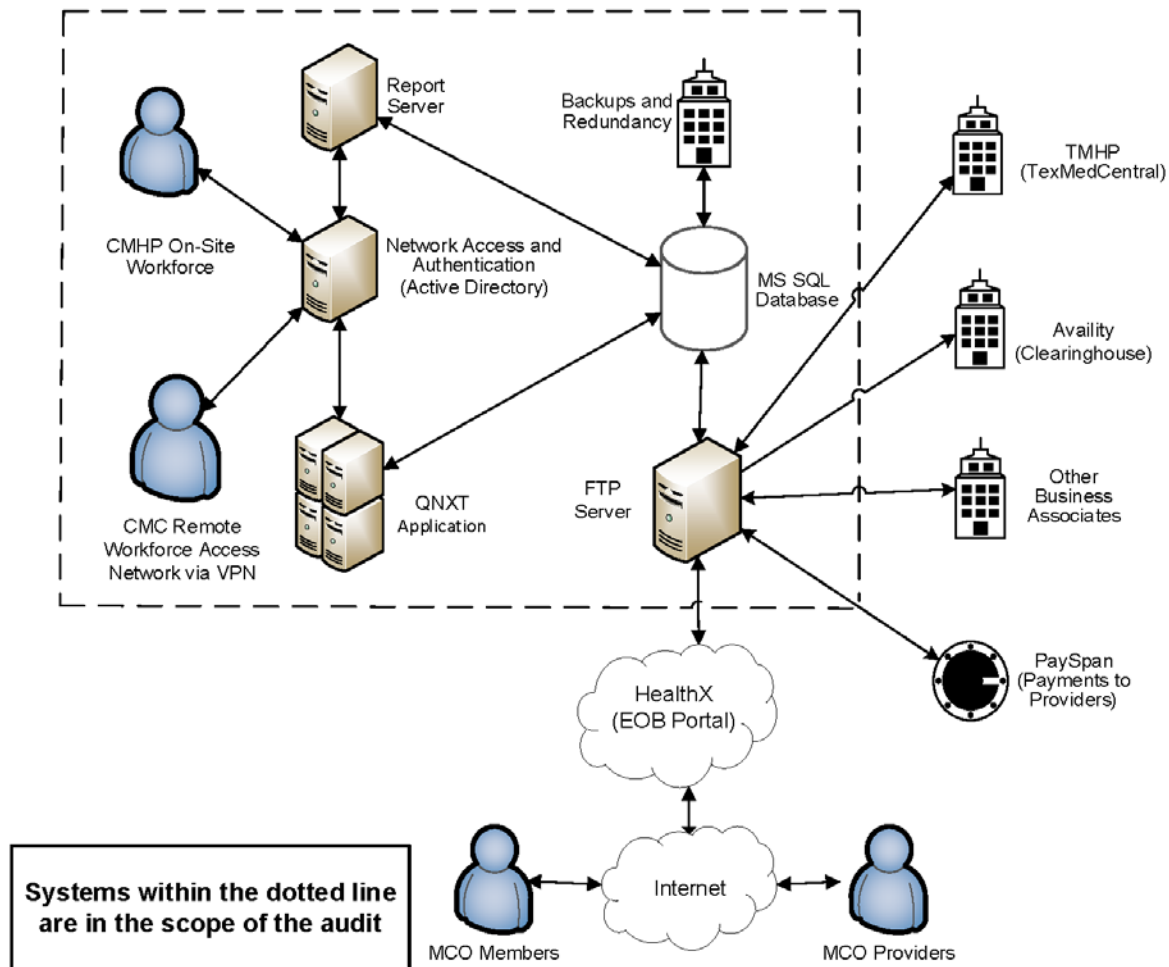 Report
Server
Backups and
Redundancy
TMHP
(TexMedCentral)
CMHP On-Site
Workforce
Network Access and
Authentication
(Active Directory)
MS SQL
Database
Availity
(Clearinghouse)
CMC Remote
Workforce Access
Network via VPN
QNXT
Application
FTP
Server
Other
Business
Associates
HealthX
(EOB Portal)
PaySpan
(Payments to
Providers)
Systems within the dotted line
are in the scope of the audit
Internet
MCO Members
MCO Providers